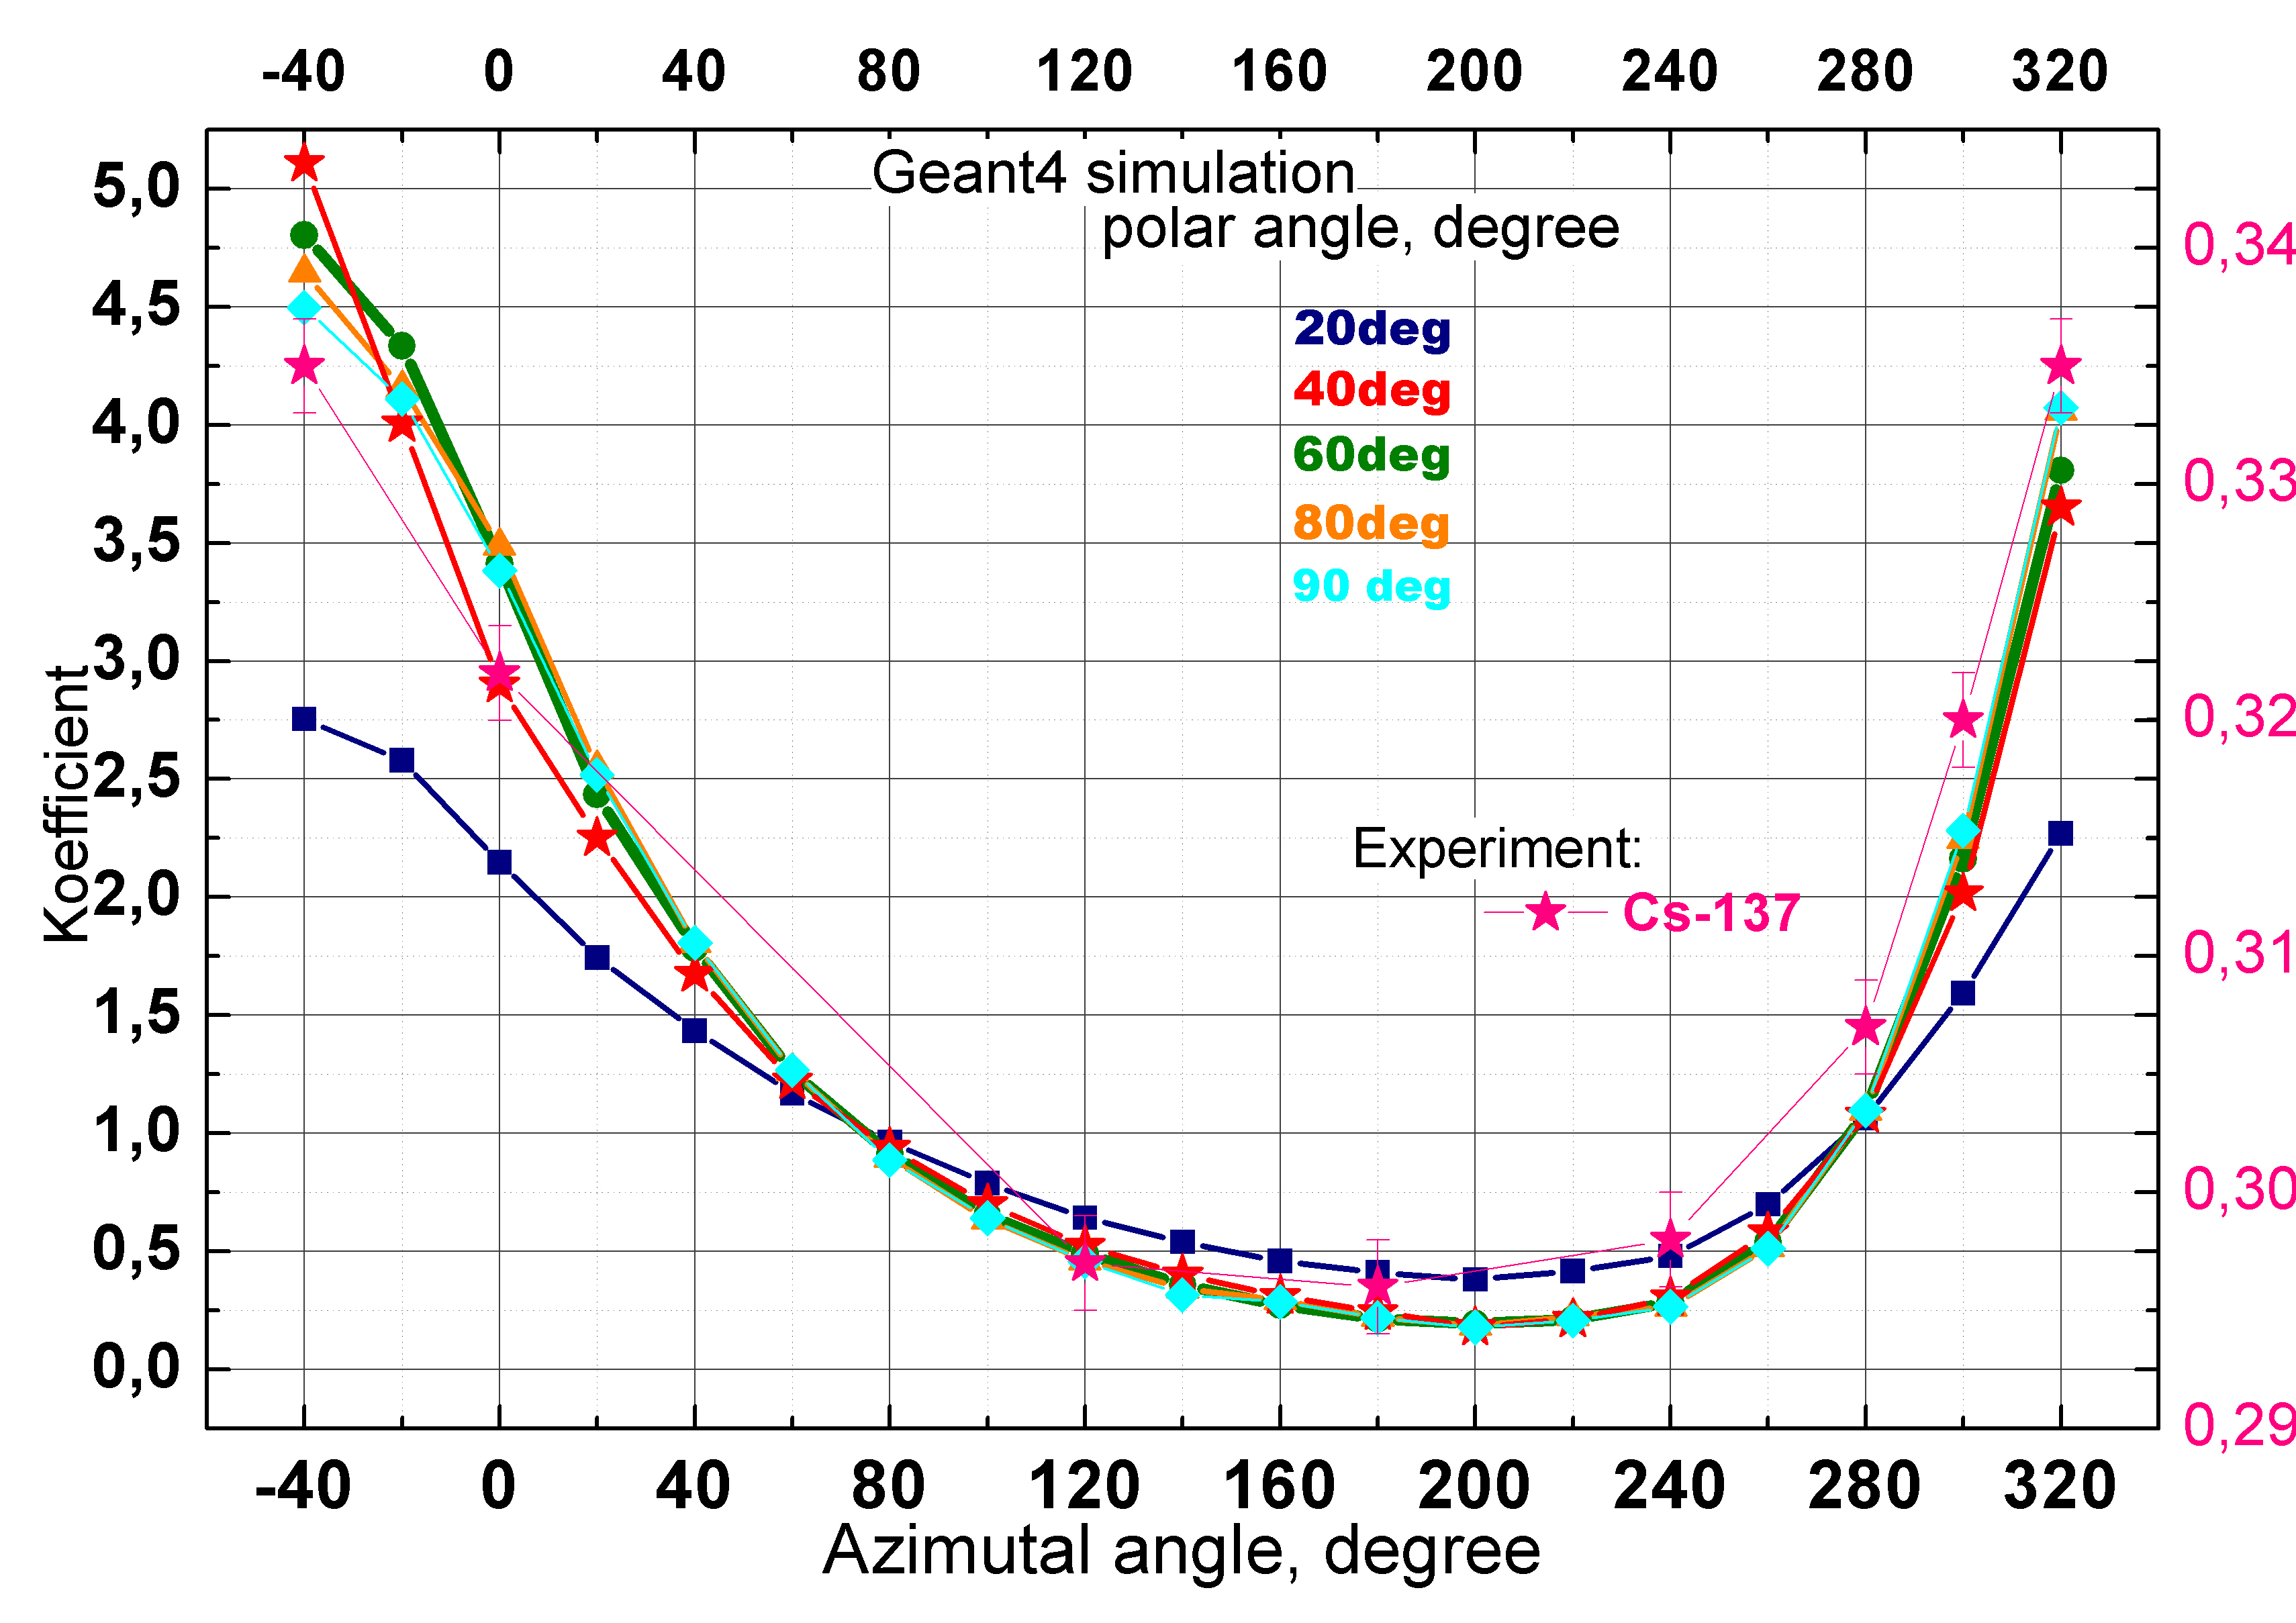 -40 0 40 80 120 160 200 240 280 320
Geant4 simulation
polar angle, degree
20deg
40deg
60deg
80deg
90 deg
Experiment:
Cs-137
Koefficient
5,0
4,5
4,0
3,5
3,0
2,5
2,0
1,5
1,0
0,5
0,0
0,34
0,33
0,32
0,31
0,30
0,29
-40 0 40 80 120 160 200 240 280 320
Azimutal angle, degree